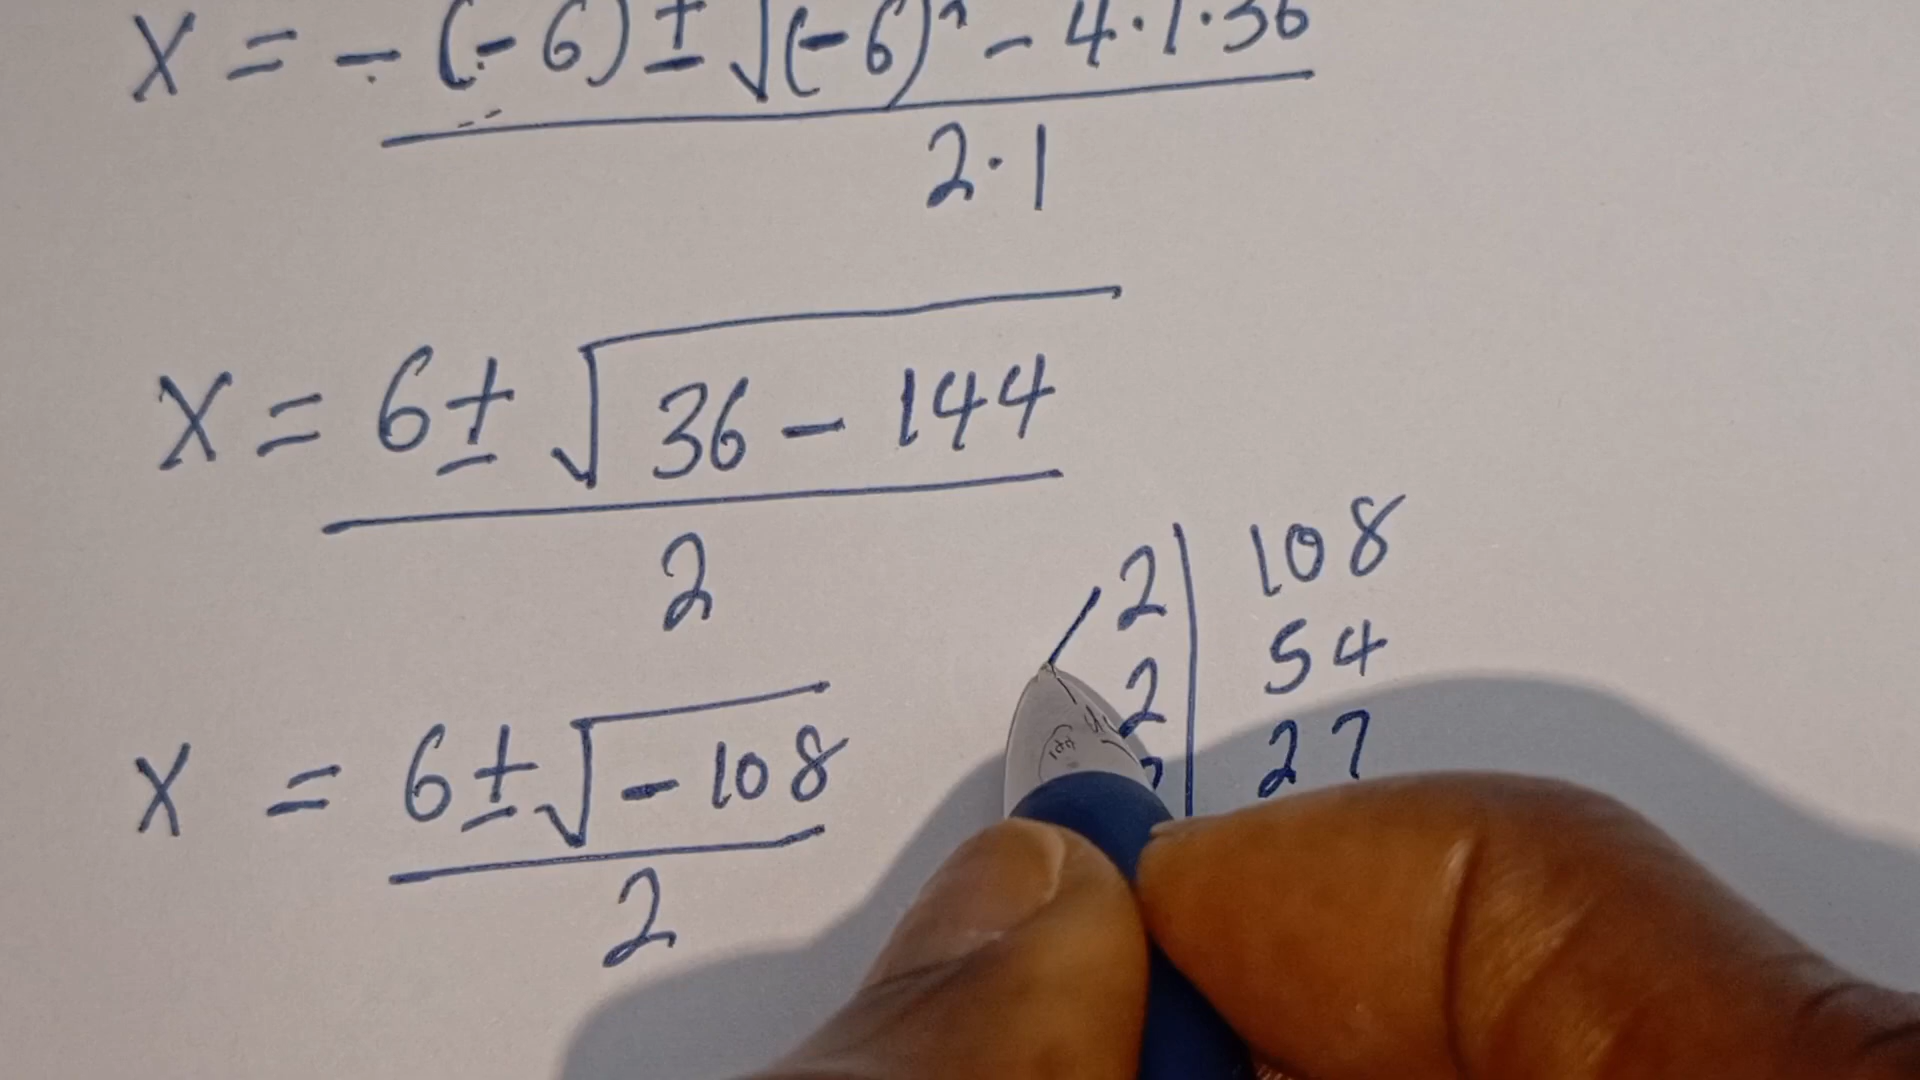 X = - (-6) ± √(-6)² - 4·1·36
2·1
X = 6 ± √36 - 144
2
X = 6 ± √-108
2
2 | 108
2 | 54
27